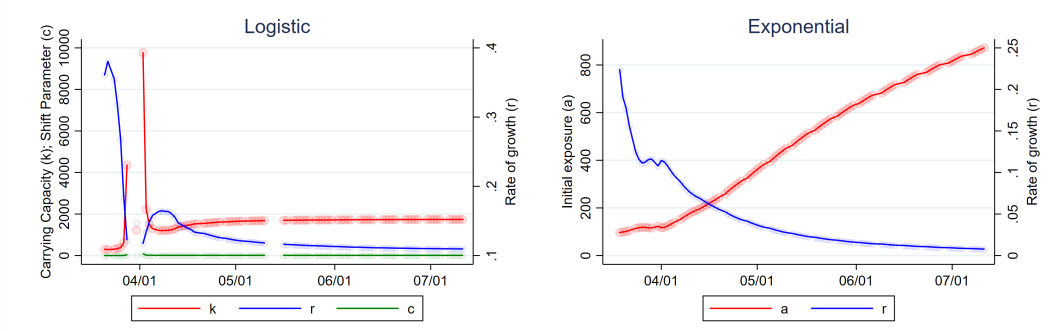 Logistic
Carrying Capacity (k); Shift Parameter (c)
0 2000 4000 6000 8000 10000
.1 .2 .3 .4
Rate of growth (r)
04/01 05/01 06/01 07/01
k r c
Exponential
Initial exposure (a)
0 200 400 600 800
0 .05 .1 .15 .2 .25
Rate of growth (r)
04/01 05/01 06/01 07/01
a r